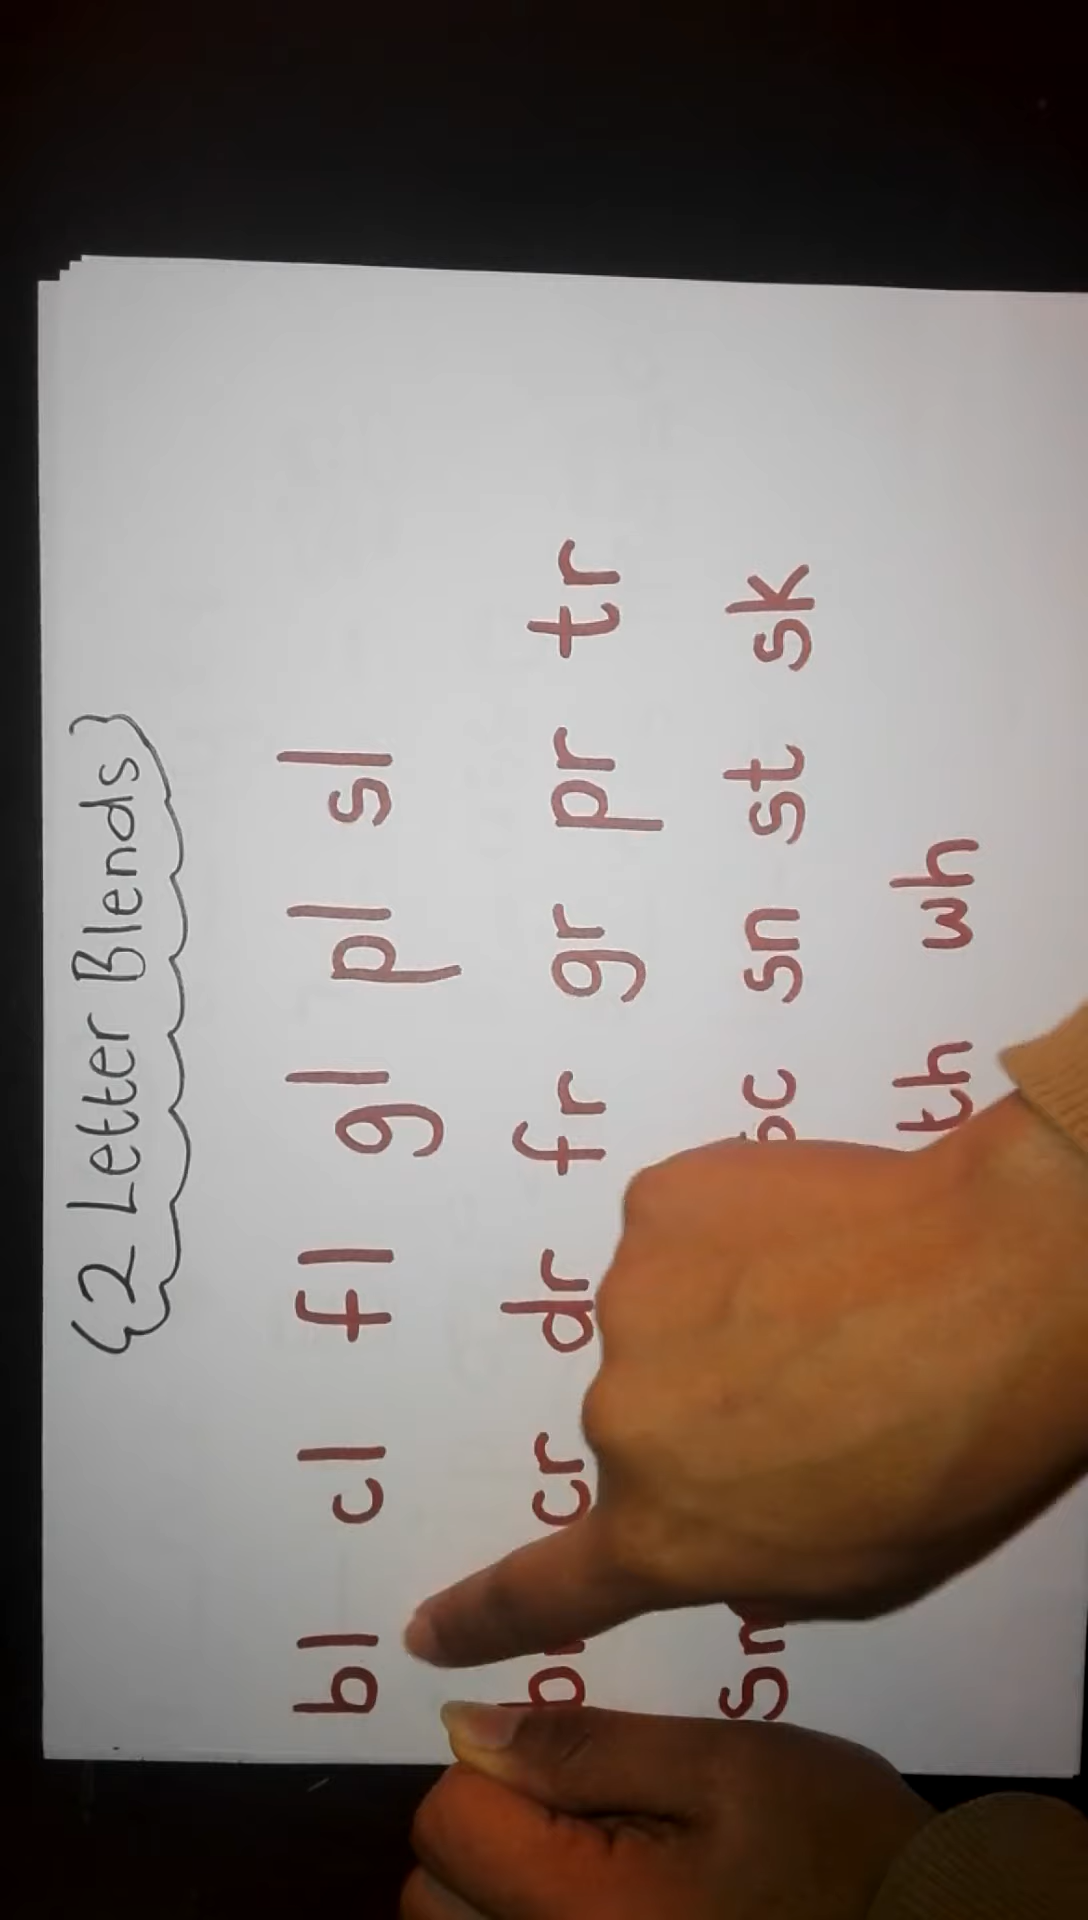 {2 Letter Blends}
bl cl fl gl pl sl
cr dr fr gr pr tr
sn st sk
th wh